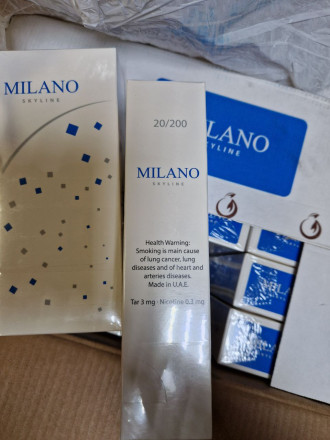 MILANO
SKYLINE
20/200
MILANO
SKYLINE
Health Warning:
Smoking is main cause
of lung cancer, lung
diseases and of heart and
arteries diseases.
Made in U.A.E.
Tar 3 mg - Nicotine 0.3 mg
MILANO
SKYLINE